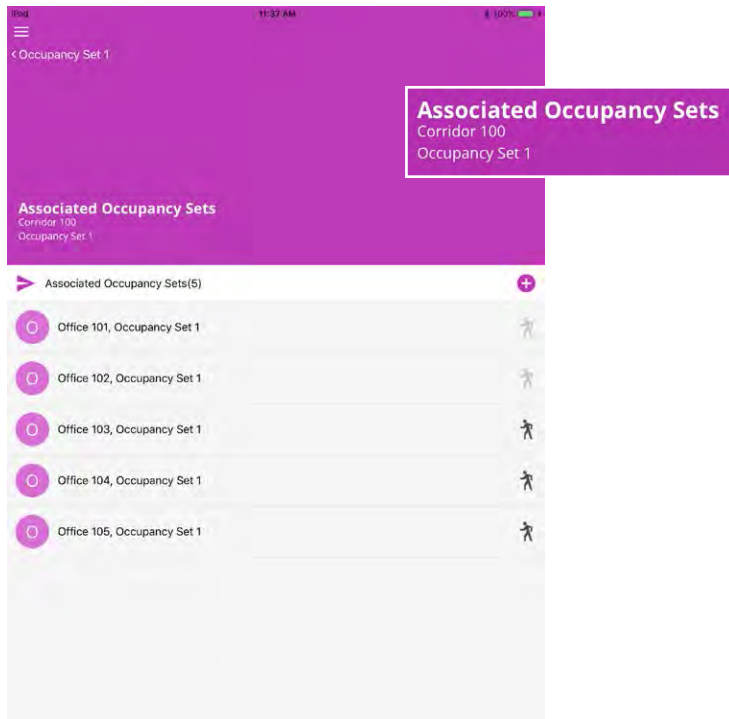 iPad
11:37 AM
100%
Occupancy Set 1
Associated Occupancy Sets
Corridor 100
Occupancy Set 1
Associated Occupancy Sets
Corridor 100
Occupancy Set 1
Associated Occupancy Sets(5)
O Office 101, Occupancy Set 1
O Office 102, Occupancy Set 1
O Office 103, Occupancy Set 1
O Office 104, Occupancy Set 1
O Office 105, Occupancy Set 1